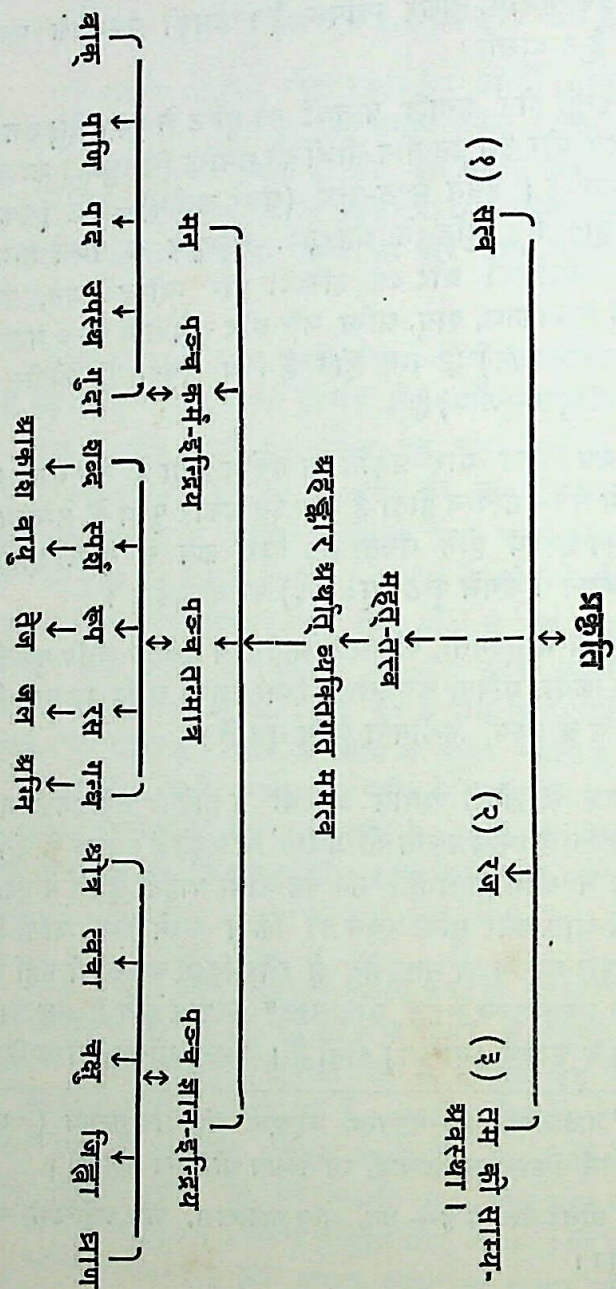 प्रकृति
(१) सत्व (२) रज (३) तम की साम्य-
अवस्था ।
महत्-तत्व
अहङ्कार अर्थात् व्यक्तिगत ममत्व
मन पञ्च कर्म-इन्द्रिय पञ्च तन्मात्र पञ्च ज्ञान-इन्द्रिय
वाक् पाणि पाद उपस्थ गुदा शब्द स्पर्श रूप रस गन्ध श्रोत्र त्वचा चक्षु जिह्वा घ्राण
आकाश वायु तेज जल अग्नि